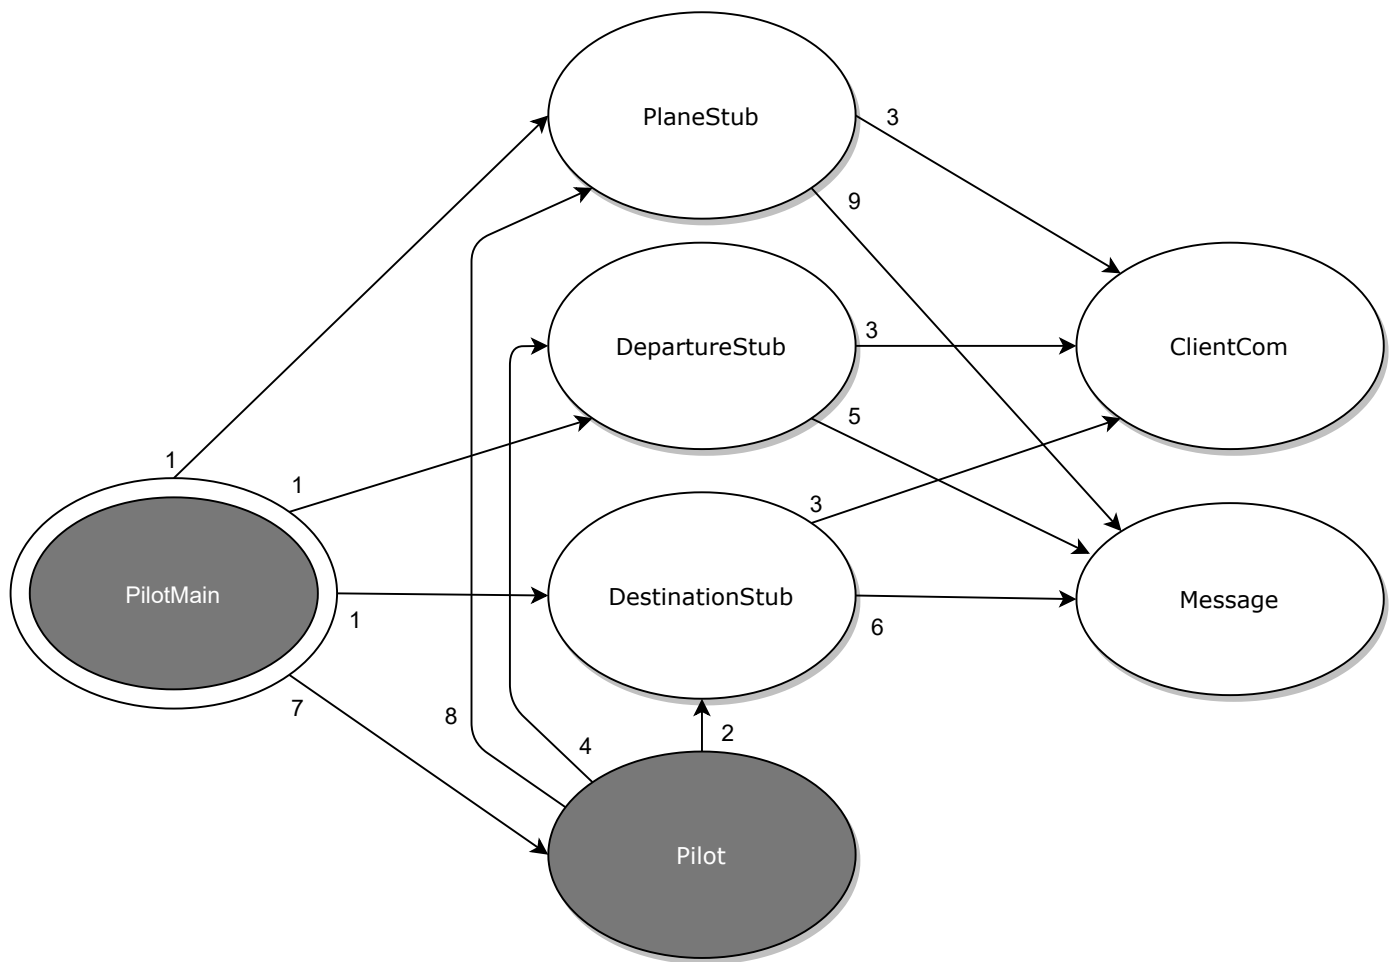 PlaneStub
3
9
DepartureStub
3
ClientCom
5
1
1
3
PilotMain
DestinationStub
Message
1
6
7
8
4
2
Pilot